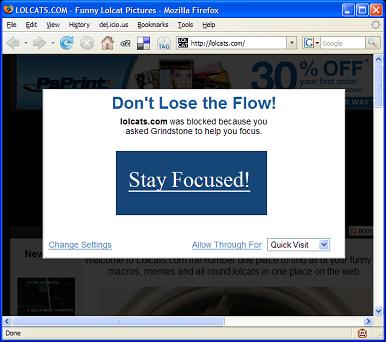 LOLCATS.COM - Funny Lolcat Pictures - Mozilla Firefox
File Edit View History del.icio.us Bookmarks Tools Help
http://lolcats.com/
Google
PsPrint
30% OFF*
your first order
Don't Lose the Flow!
lolcats.com was blocked because you
asked Grindstone to help you focus.
Stay Focused!
Change Settings
Allow Through For
Quick Visit
New
Welcome to Lolcats.com the number one place to find all of your funny
macros, memes and all round lolcats in one place on the web.
Done